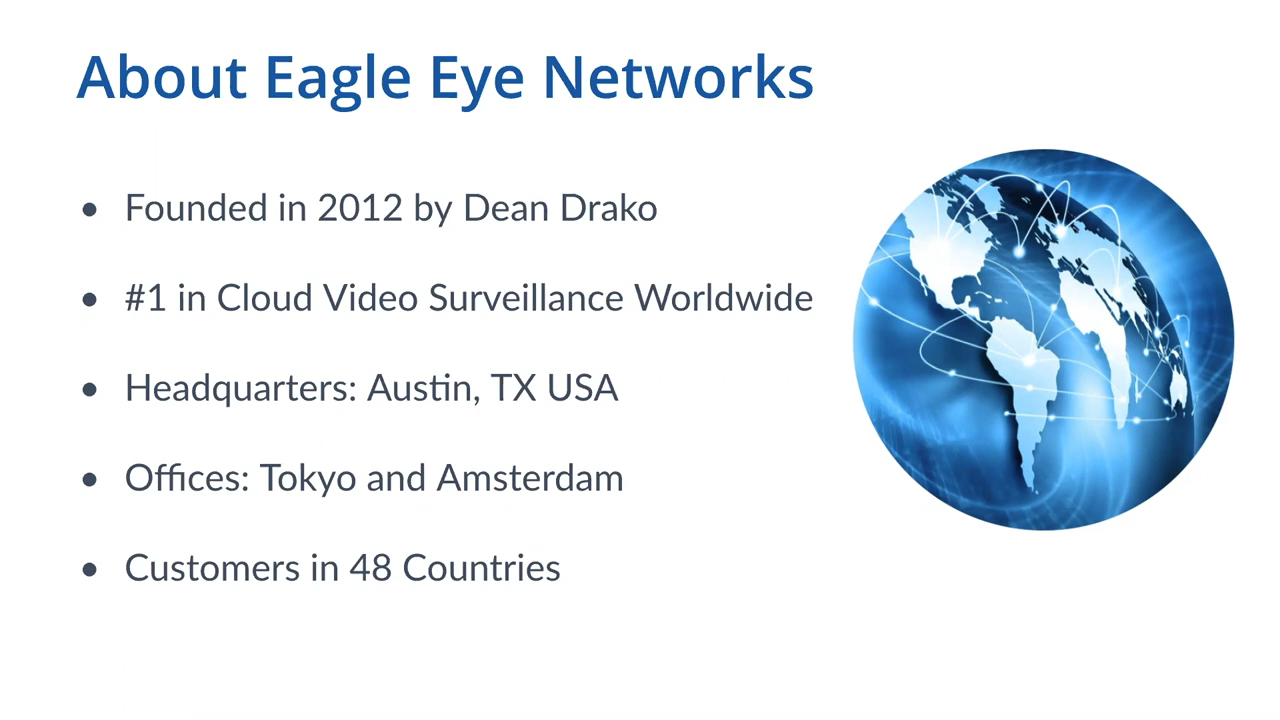 About Eagle Eye Networks
• Founded in 2012 by Dean Drako
• #1 in Cloud Video Surveillance Worldwide
• Headquarters: Austin, TX USA
• Offices: Tokyo and Amsterdam
• Customers in 48 Countries